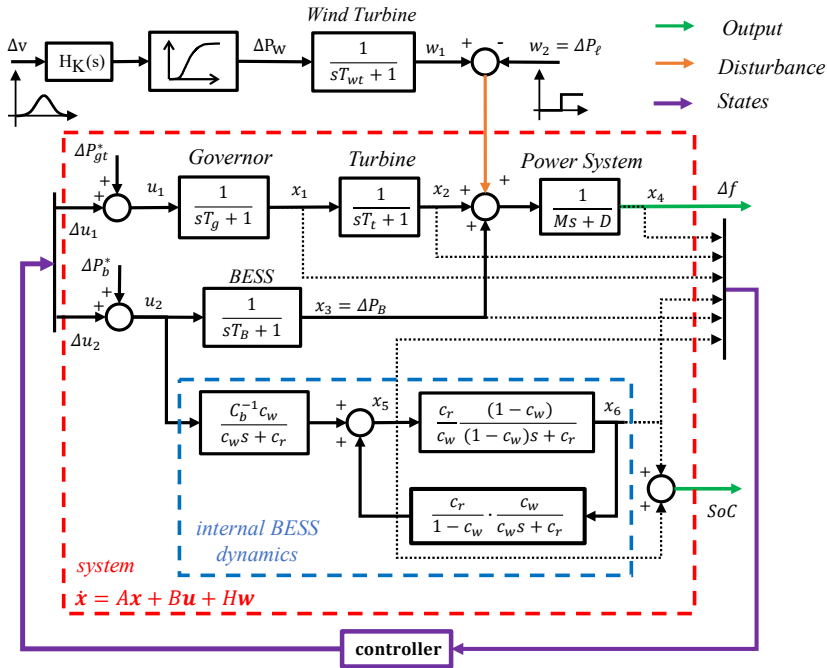 Wind Turbine
Output
Δv
H_K(s)
ΔP_W
1
sT_{wt} + 1
w_1
+
-
w_2 = ΔP_ℓ
Disturbance
States
ΔP*_{gt}
Governor
Turbine
Power System
+
+
u_1
1
sT_g + 1
x_1
1
sT_t + 1
x_2
+
+
+
1
Ms + D
x_4
Δf
Δu_1
ΔP*_b
BESS
+
+
u_2
1
sT_B + 1
x_3 = ΔP_B
Δu_2
C_b^{-1}c_w
c_w s + c_r
+
+
x_5
c_r
c_w
(1 − c_w)
(1 − c_w)s + c_r
x_6
c_r
1 − c_w
·
c_w
c_w s + c_r
+
+
SoC
internal BESS
dynamics
system
ẋ = Ax + Bu + Hw
controller